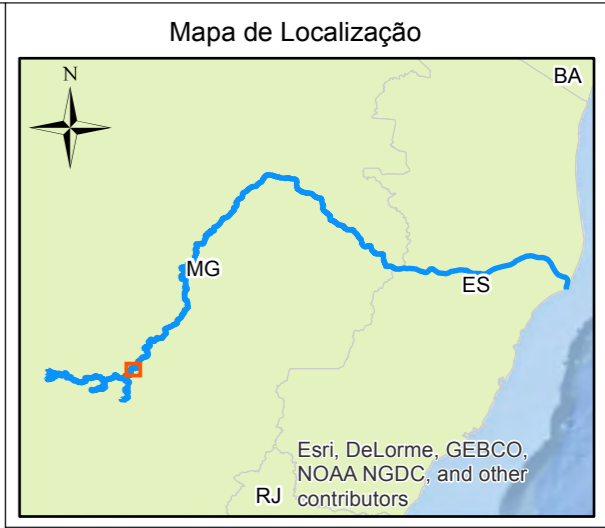 Mapa de Localização
N
BA
MG
ES
Esri, DeLorme, GEBCO,
NOAA NGDC, and other
RJ contributors